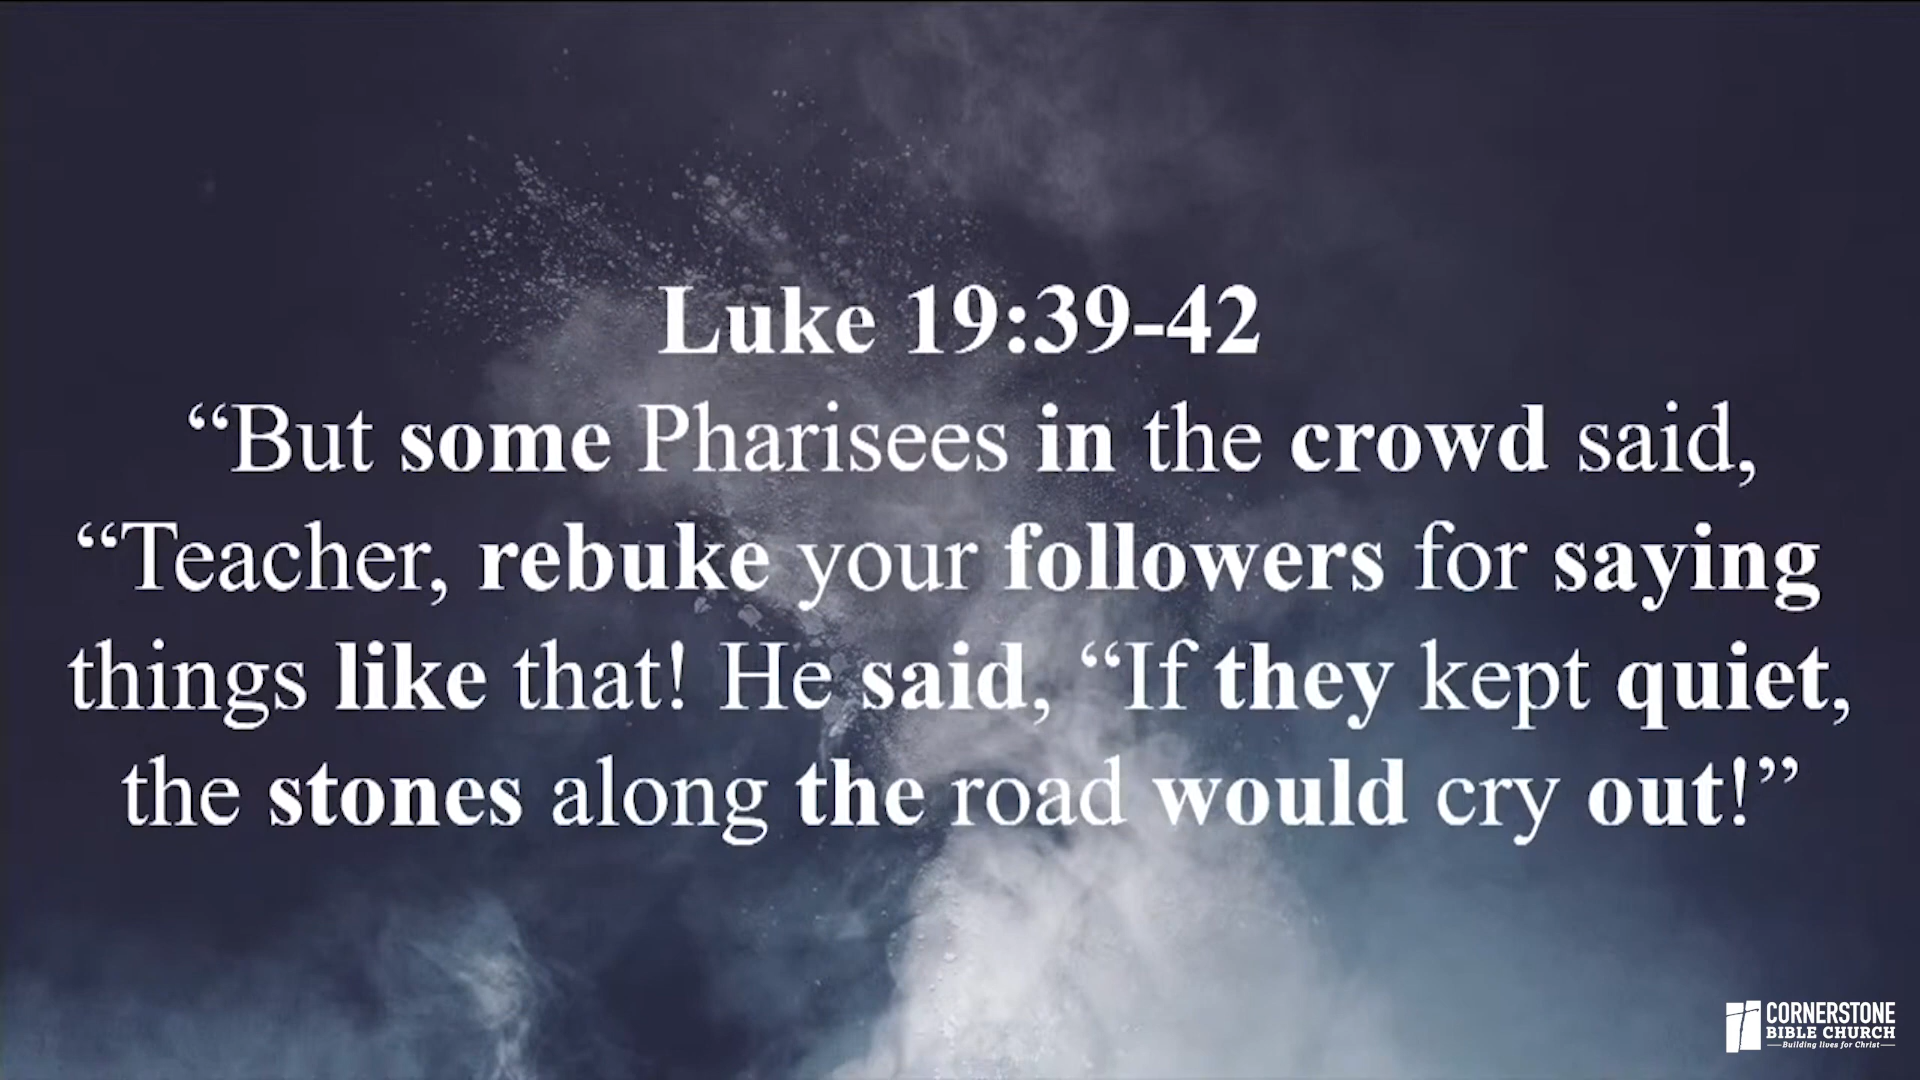 Luke 19:39-42
“But some Pharisees in the crowd said,
“Teacher, rebuke your followers for saying
things like that! He said, “If they kept quiet,
the stones along the road would cry out!”
CORNERSTONE
BIBLE CHURCH
Building lives for Christ